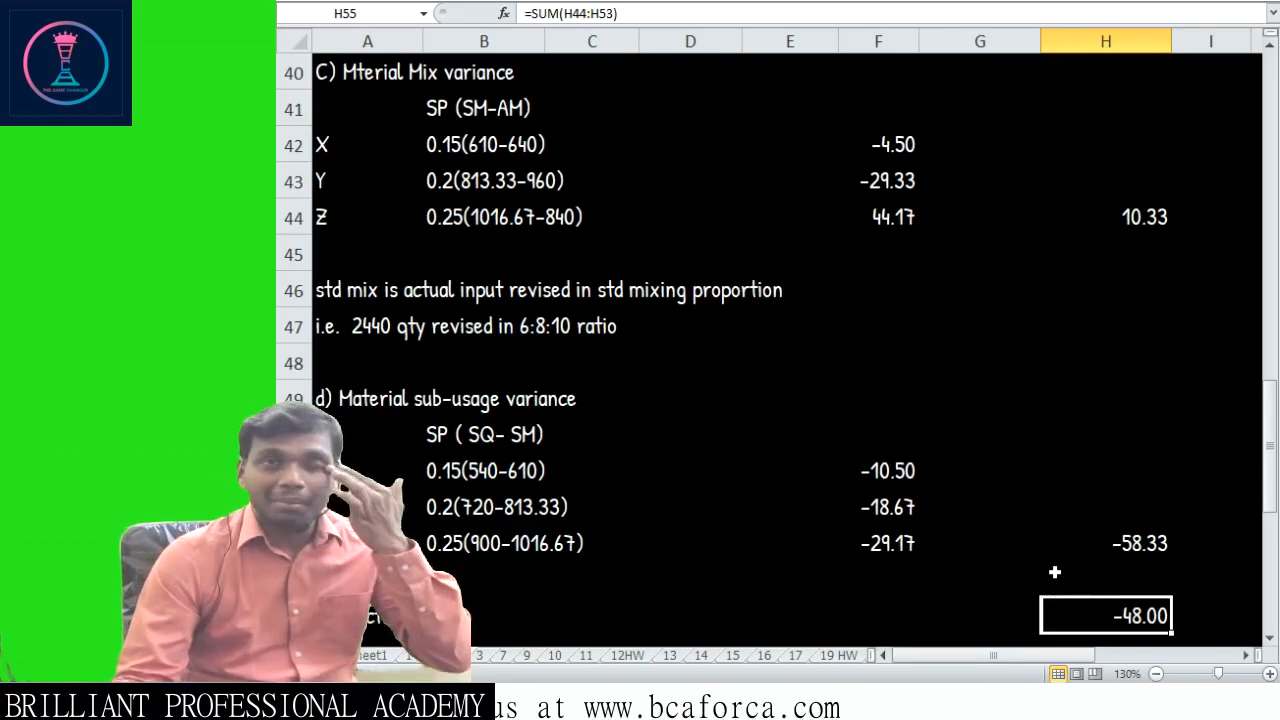 H55 fx =SUM(H44:H53)
THE GAME CHANGER
A B C D E F G H I
40 C) Mterial Mix variance
41 SP (SM-AM)
42 X 0.15(610-640) -4.50
43 Y 0.2(813.33-960) -29.33
44 Z 0.25(1016.67-840) 44.17 10.33
45
46 std mix is actual input revised in std mixing proportion
47 i.e. 2440 qty revised in 6:8:10 ratio
48
49 d) Material sub-usage variance
SP ( SQ- SM)
0.15(540-610) -10.50
0.2(720-813.33) -18.67
0.25(900-1016.67) -29.17 -58.33
-48.00
3 7 9 10 11 12HW 13 14 15 16 17 19 HW
130%
BRILLIANT PROFESSIONAL ACADEMY us at www.bcaforca.com